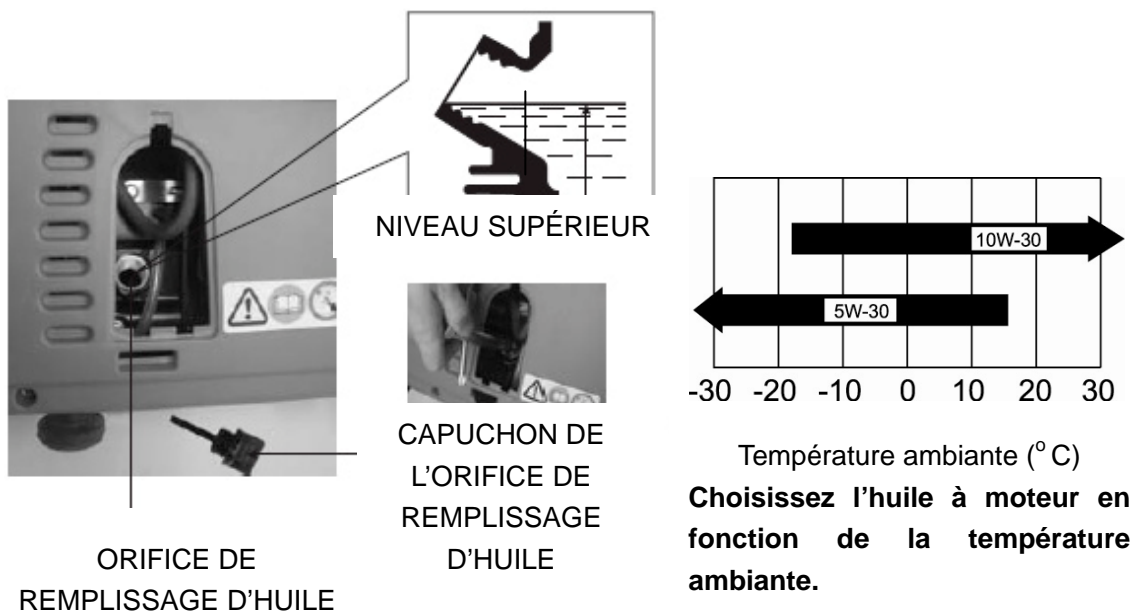 NIVEAU SUPÉRIEUR
CAPUCHON DE
L’ORIFICE DE
REMPLISSAGE
D’HUILE
ORIFICE DE
REMPLISSAGE D'HUILE
10W-30
5W-30
-30 -20 -10 0 10 20 30
Température ambiante (° C)
Choisissez l’huile à moteur en
fonction de la température
ambiante.